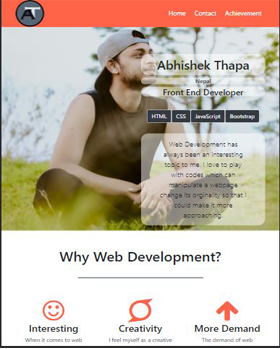 AT
Home Contact Achievement
Abhishek Thapa
Nepal
Front End Developer
HTML CSS JavaScript Bootstrap
Web Development has
always been an interesting
topic to me. I love to play
with codes which can
manipulate a webpage
change its orginality so that I
could make it more
approaching.
Why Web Development?
Interesting Creativity More Demand
When it comes to web I feel myself as a creative The demand of web